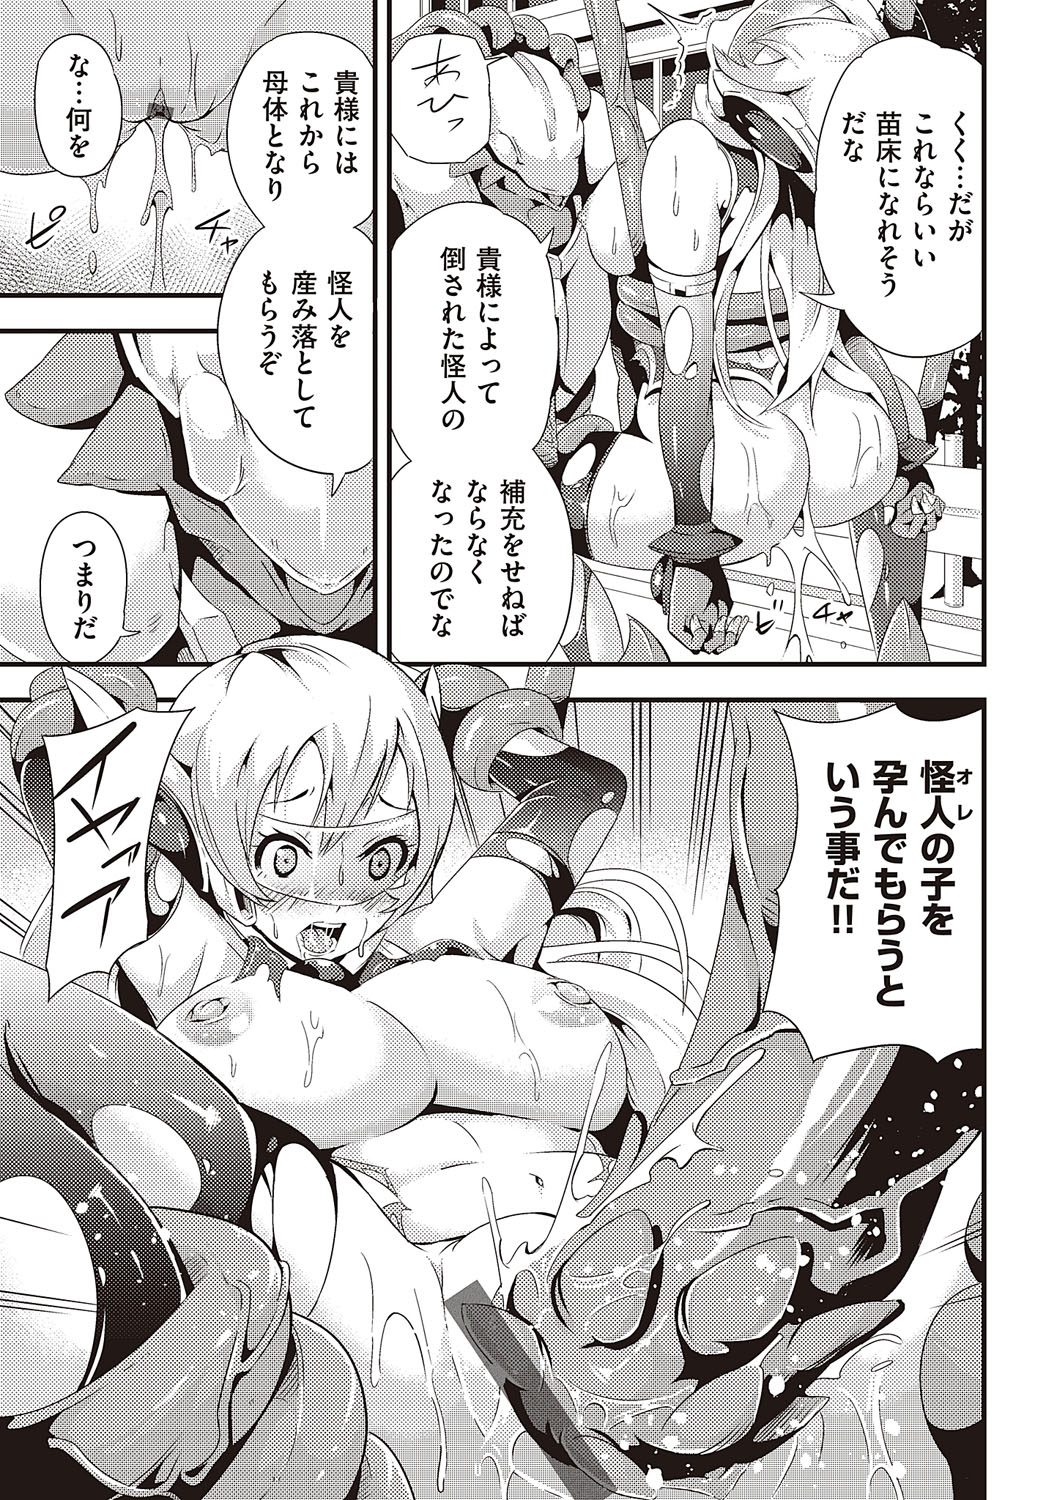 くく…だが
これならいい
苗床になれそう
だな
あひっ
貴様によって
倒された怪人の
補充をせねば
ならなく
なったのでな
ビ
チャ
貴様には
これから
母体となり
怪人を
産み落として
もらうぞ
な…何を
チャ
ピ
つまりだ
怪人の子を
オレ
孕んでもらうと
いう事だ!!
イヤァァ